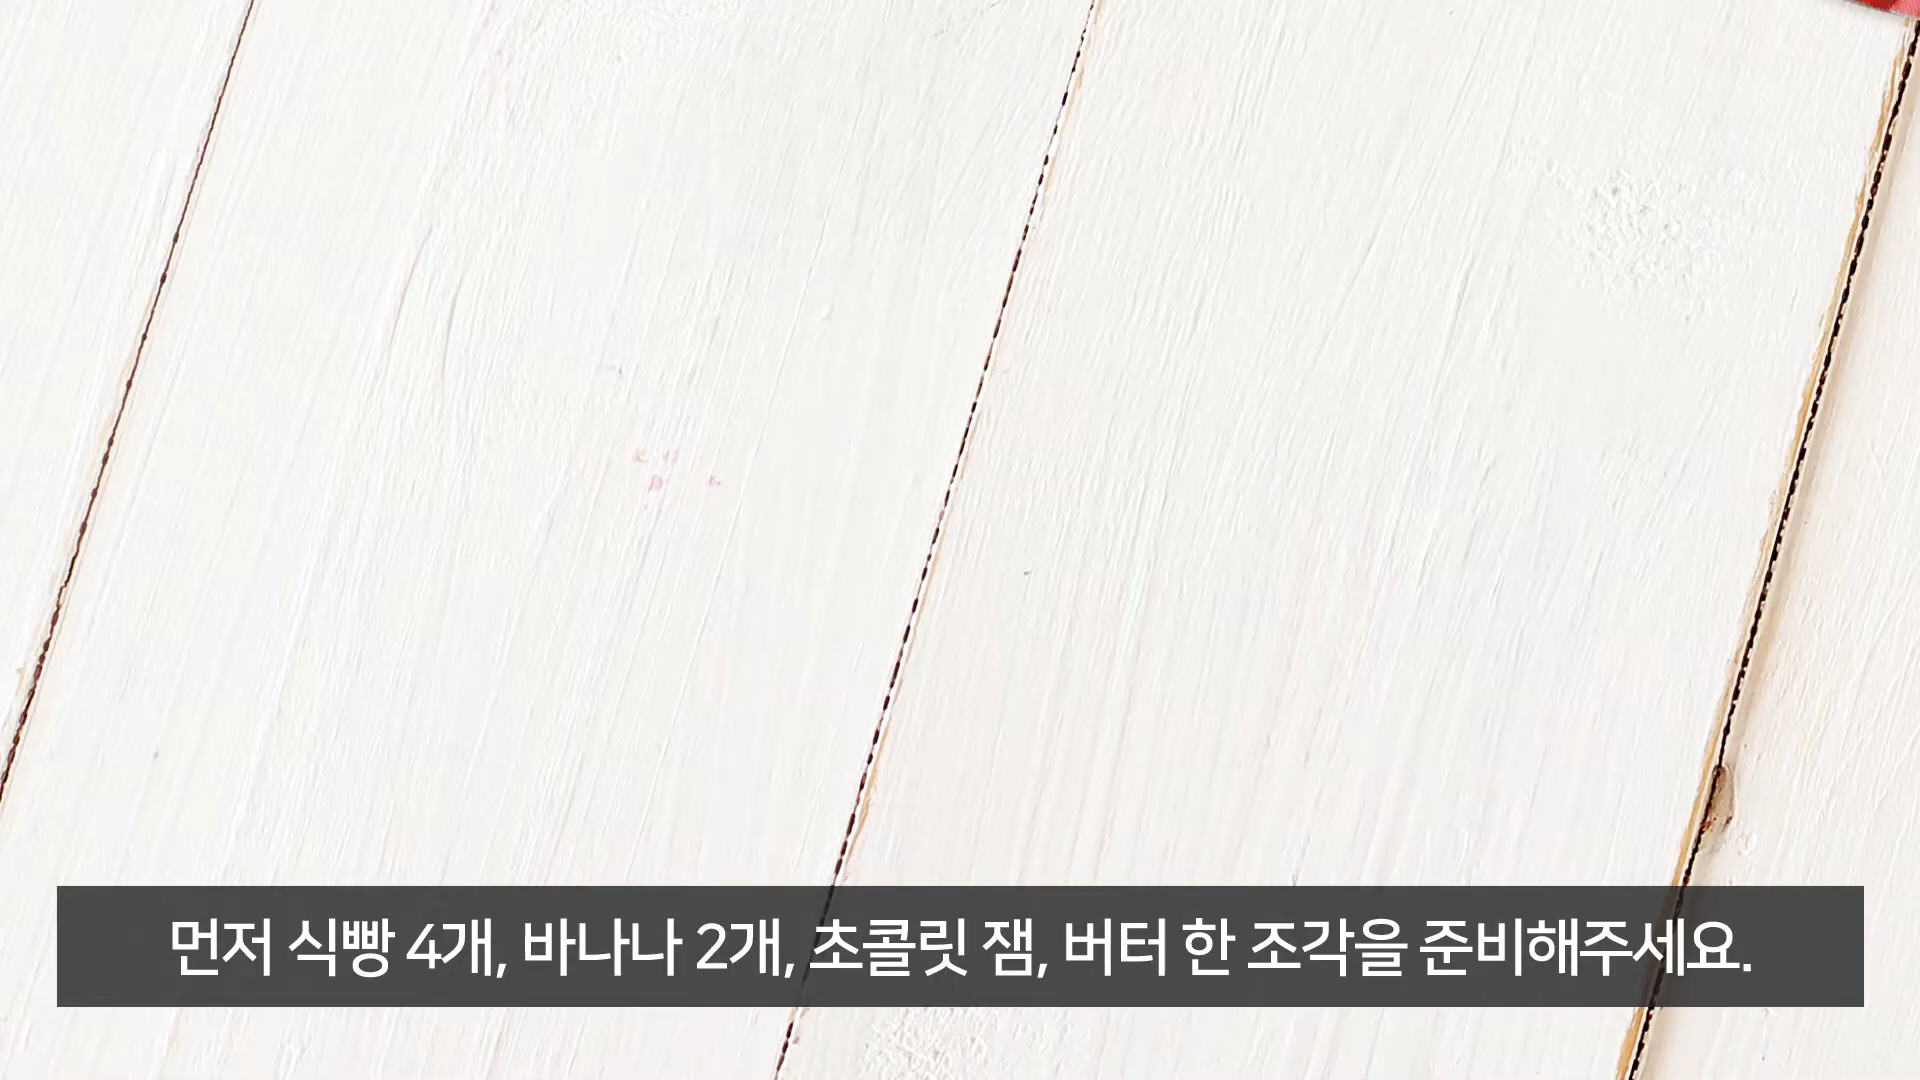 먼저 식빵 4개, 바나나 2개, 초콜릿 잼, 버터 한 조각을 준비해주세요.